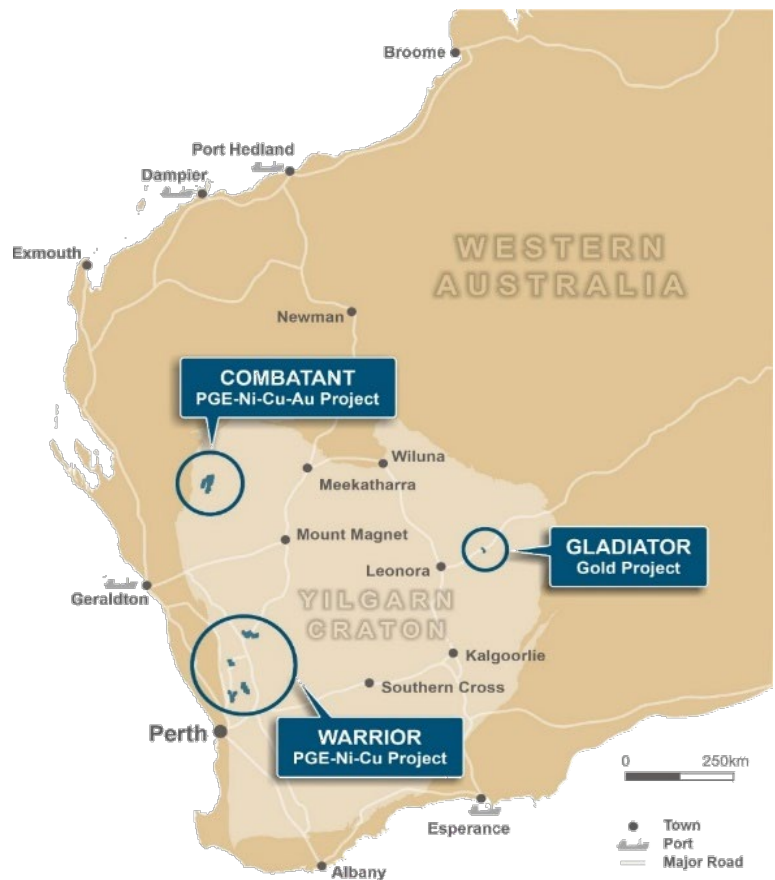 Broome
Port Hedland
Dampier
Exmouth
WESTERN
AUSTRALIA
Newman
COMBATANT
PGE-Ni-Cu-Au Project
Wiluna
Meekatharra
Mount Magnet
GLADIATOR
Gold Project
Leonora
Geraldton
YILGARN
CRATON
Kalgoorlie
Southern Cross
Perth
WARRIOR
PGE-Ni-Cu Project
0 250km
Esperance
Town
Port
Major Road
Albany